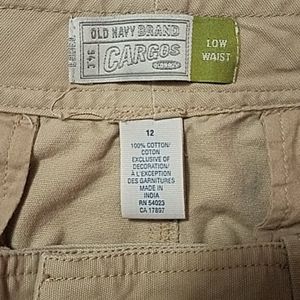 OLD NAVY BRAND
CARGOS
94.I
LOW
WAIST
12
100% COTTON/
COTON
EXCLUSIVE OF
DECORATION/
À L'EXCEPTION
DES GARNITURES
MADE IN
INDIA
RN 54023
CA 17897